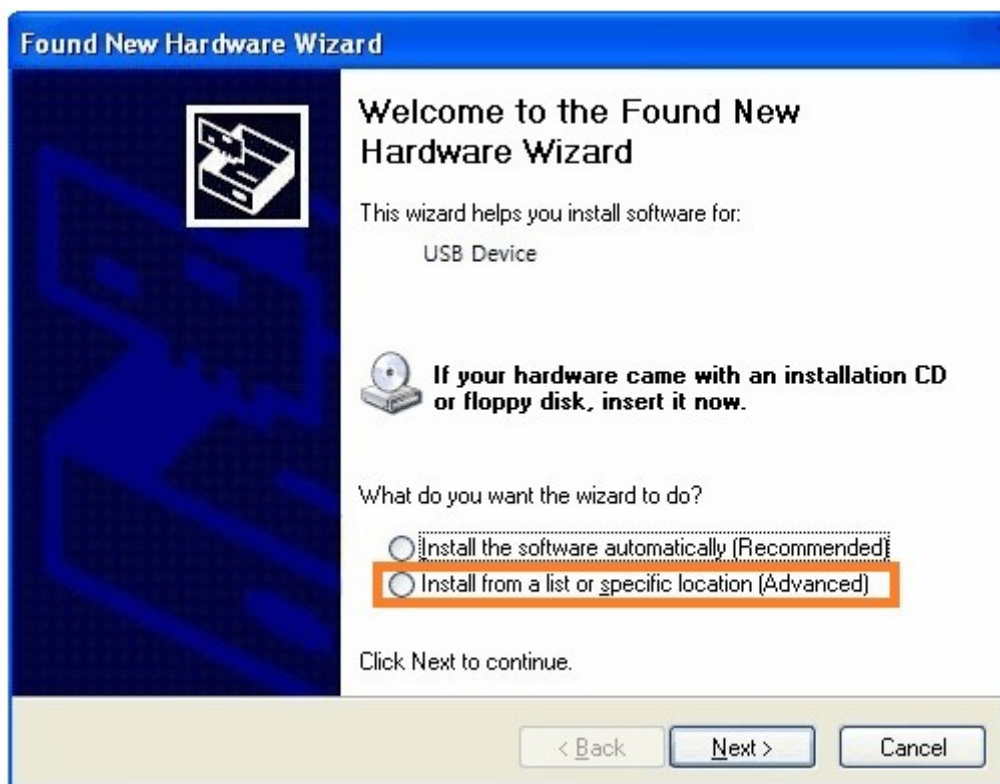 Found New Hardware Wizard
Welcome to the Found New
Hardware Wizard
This wizard helps you install software for:
USB Device
If your hardware came with an installation CD
or floppy disk, insert it now.
What do you want the wizard to do?
Install the software automatically (Recommended)
Install from a list or specific location (Advanced)
Click Next to continue.
< Back
Next >
Cancel